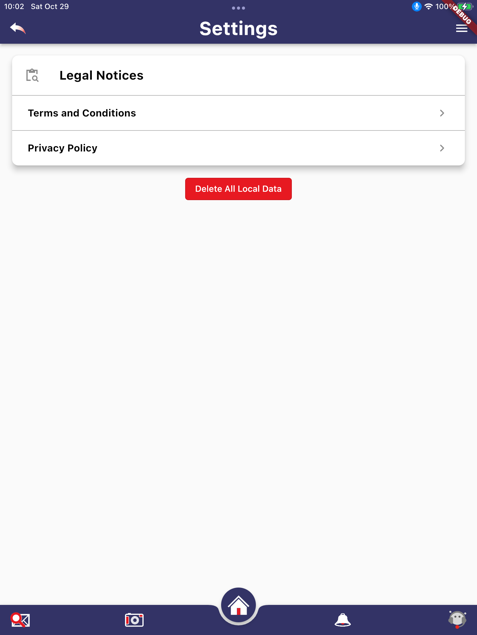 10:02 Sat Oct 29
100%
DEBUG
Settings
Legal Notices
Terms and Conditions
Privacy Policy
Delete All Local Data